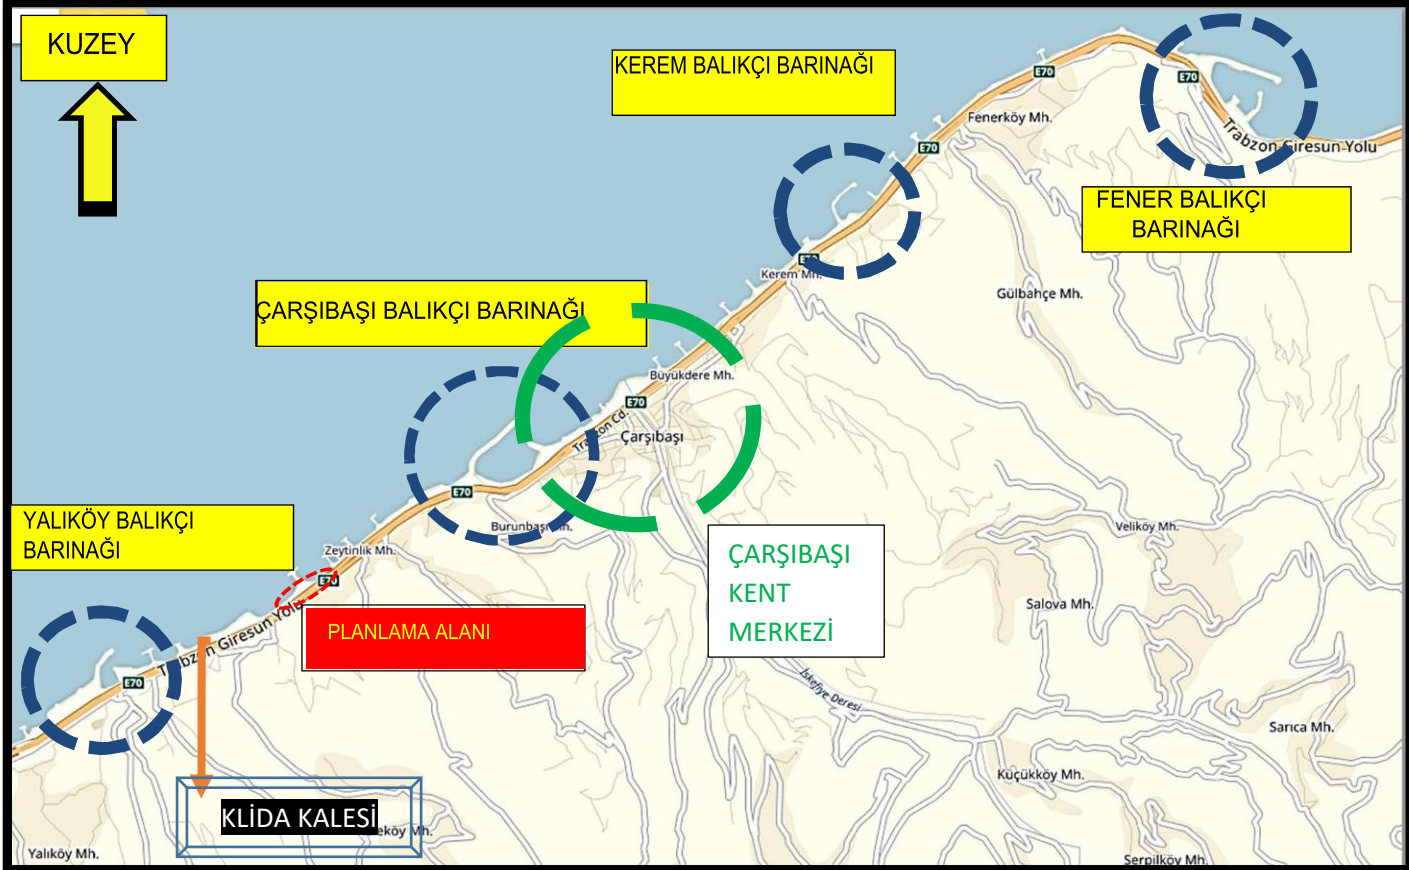 KUZEY
KEREM BALIKÇI BARINAĞI
E70
E70
Fenerköy Mh.
E70
Trabzon Giresun Yolu
FENER BALIKÇI
BARINAĞI
Kerem Mh.
Gülbahçe Mh.
ÇARŞIBAŞI BALIKÇI BARINAĞI
Büyükdere Mh.
E70
Trabzon Cd.
Çarşıbaşı
E70
Burunbaşı Mh.
Veliköy Mh.
YALIKÖY BALIKÇI
BARINAĞI
Zeytinlik Mh.
E70
ÇARŞIBAŞI
KENT
MERKEZİ
Salova Mh.
PLANLAMA ALANI
Trabzon Giresun Yolu
E70
İskefiye Deresi
Sarıca Mh.
Küçükköy Mh.
KLİDA KALESİ
eköy Mh.
Yalıköy Mh.
Serpilköy Mh.